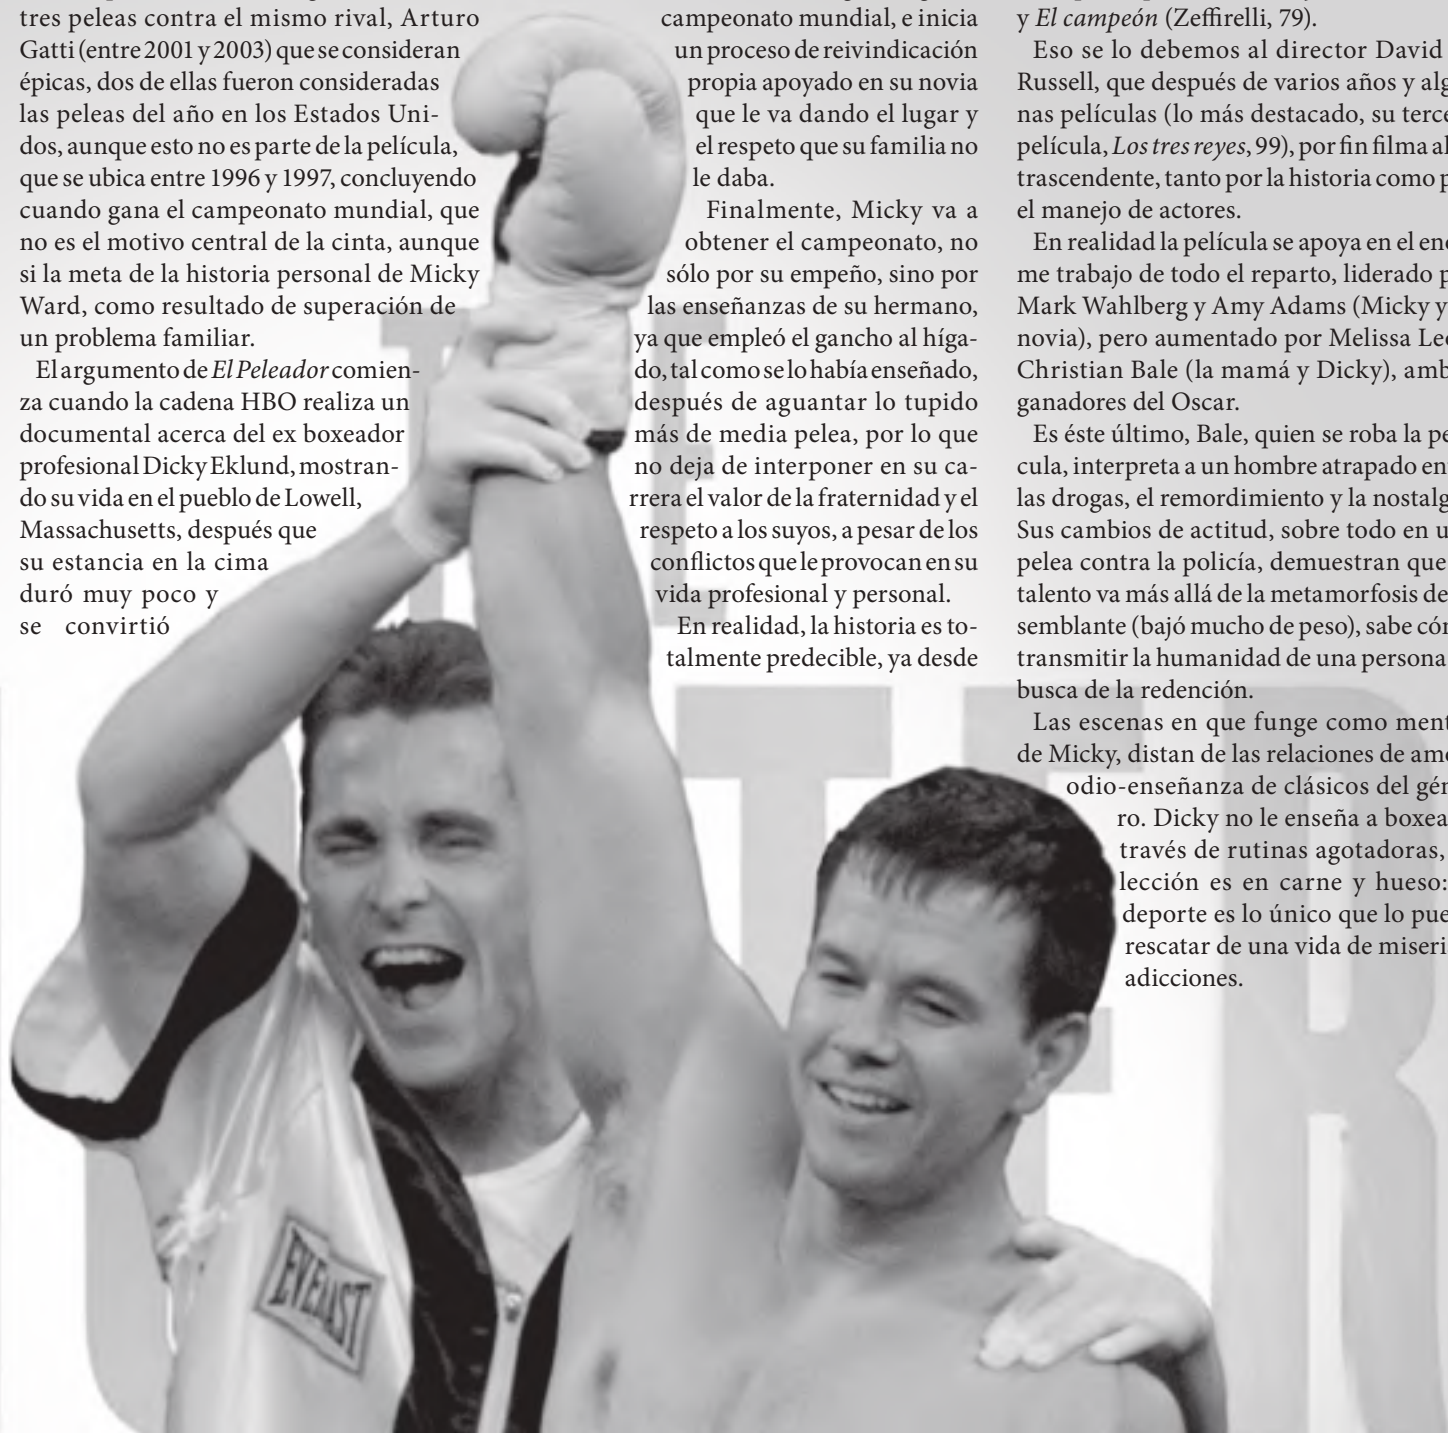 tres peleas contra el mismo rival, Arturo
Gatti (entre 2001 y 2003) que se consideran
épicas, dos de ellas fueron consideradas
las peleas del año en los Estados Uni-
dos, aunque esto no es parte de la película,
que se ubica entre 1996 y 1997, concluyendo
cuando gana el campeonato mundial, que
no es el motivo central de la cinta, aunque
si la meta de la historia personal de Micky
Ward, como resultado de superación de
un problema familiar.
El argumento de El Peleador comien-
za cuando la cadena HBO realiza un
documental acerca del ex boxeador
profesional Dicky Eklund, mostran-
do su vida en el pueblo de Lowell,
Massachusetts, después que
su estancia en la cima
duró muy poco y
se convirtió
campeonato mundial, e inicia
un proceso de reivindicación
propia apoyado en su novia
que le va dando el lugar y
el respeto que su familia no
le daba.
Finalmente, Micky va a
obtener el campeonato, no
sólo por su empeño, sino por
las enseñanzas de su hermano,
ya que empleó el gancho al híga-
do, tal como se lo había enseñado,
después de aguantar lo tupido
más de media pelea, por lo que
no deja de interponer en su ca-
rrera el valor de la fraternidad y el
respeto a los suyos, a pesar de los
conflictos que le provocan en su
vida profesional y personal.
En realidad, la historia es to-
talmente predecible, ya desde
y El campeón (Zeffirelli, 79).
Eso se lo debemos al director David
Russell, que después de varios años y alg
nas películas (lo más destacado, su terce
película, Los tres reyes, 99), por fin filma al
trascendente, tanto por la historia como p
el manejo de actores.
En realidad la película se apoya en el eno
me trabajo de todo el reparto, liderado p
Mark Wahlberg y Amy Adams (Micky y
novia), pero aumentado por Melissa Leo
Christian Bale (la mamá y Dicky), amb
ganadores del Oscar.
Es éste último, Bale, quien se roba la pe
cula, interpreta a un hombre atrapado en
las drogas, el remordimiento y la nostalg
Sus cambios de actitud, sobre todo en u
pelea contra la policía, demuestran que
talento va más allá de la metamorfosis de
semblante (bajó mucho de peso), sabe cóm
transmitir la humanidad de una persona
busca de la redención.
Las escenas en que funge como ment
de Micky, distan de las relaciones de amo
odio-enseñanza de clásicos del gén
ro. Dicky no le enseña a boxea
través de rutinas agotadoras,
lección es en carne y hueso:
deporte es lo único que lo pue
rescatar de una vida de miseri
adicciones.
EVERLAST